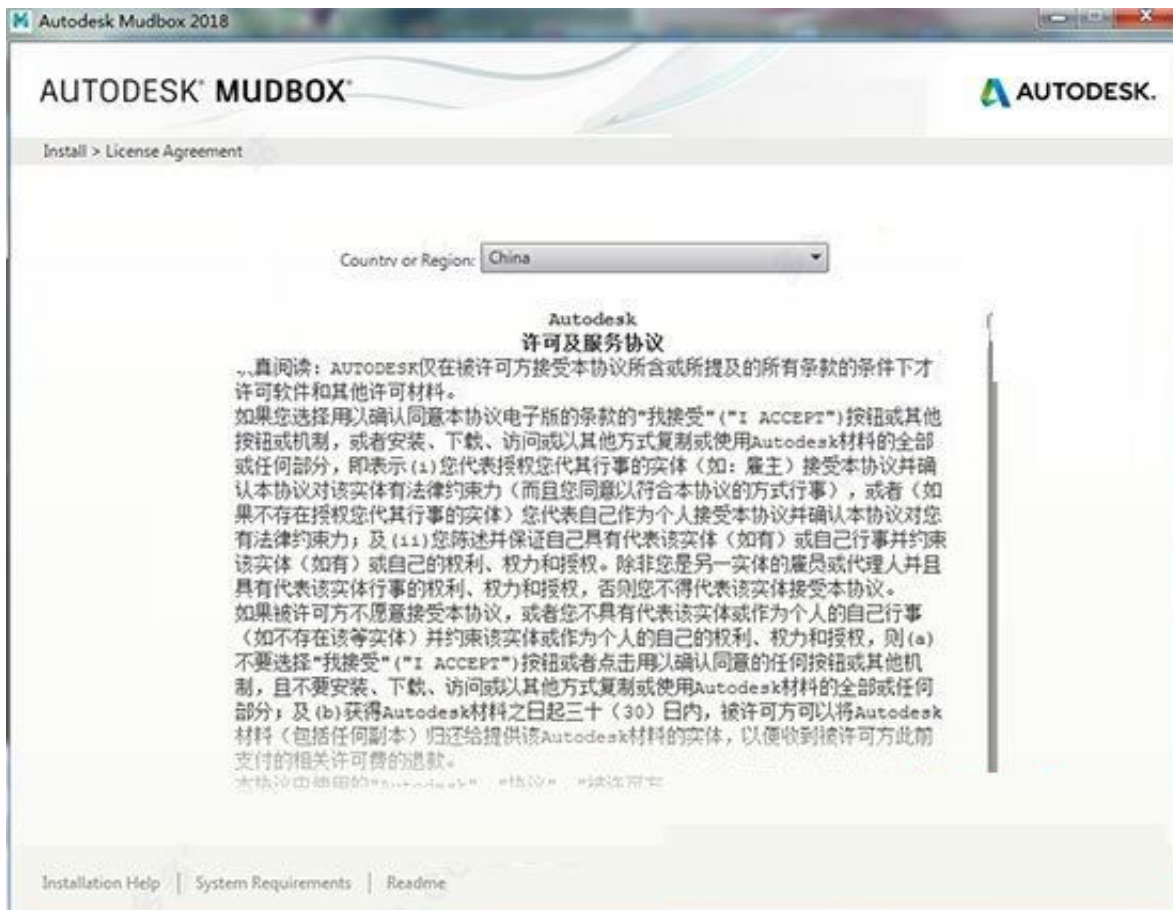 Autodesk Mudbox 2018
AUTODESK® MUDBOX®
AUTODESK.
Install > License Agreement
Country or Region: China
Autodesk
许可及服务协议
真阅读：AUTODESK仅在被许可方接受本协议所含或所提及的所有条款的条件下才
许可软件和其他许可材料。
如果您选择用以确认同意本协议电子版的条款的"我接受"("I ACCEPT")按钮或其他
按钮或机制，或者安装、下载、访问或以其他方式复制或使用Autodesk材料的全部
或任何部分，即表示(i)您代表授权您代其行事的实体（如：雇主）接受本协议并确
认本协议对该实体有法律约束力（而且您同意以符合本协议的方式行事），或者（如
果不存在授权您代其行事的实体）您代表自己作为个人接受本协议并确认本协议对您
有法律约束力；及(ii)您陈述并保证自己具有代表该实体（如有）或自己行事并约束
该实体（如有）或自己的权利、权力和授权。除非您是另一实体的雇员或代理人并且
具有代表该实体行事的权利、权力和授权，否则您不得代表该实体接受本协议。
如果被许可方不愿意接受本协议，或者您不具有代表该实体或作为个人的自己行事
（如不存在该等实体）并约束该实体或作为个人的自己的权利、权力和授权，则(a)
不要选择"我接受"("I ACCEPT")按钮或者点击用以确认同意的任何按钮或其他机
制，且不要安装、下载、访问或以其他方式复制或使用Autodesk材料的全部或任何
部分；及(b)获得Autodesk材料之日起三十（30）日内，被许可方可以将Autodesk
材料（包括任何副本）归还给提供该Autodesk材料的实体，以便收到被许可方此前
支付的相关许可费的退款。
本协议中使用的"Autodesk"、"协议"、"被许可方
Installation Help | System Requirements | Readme